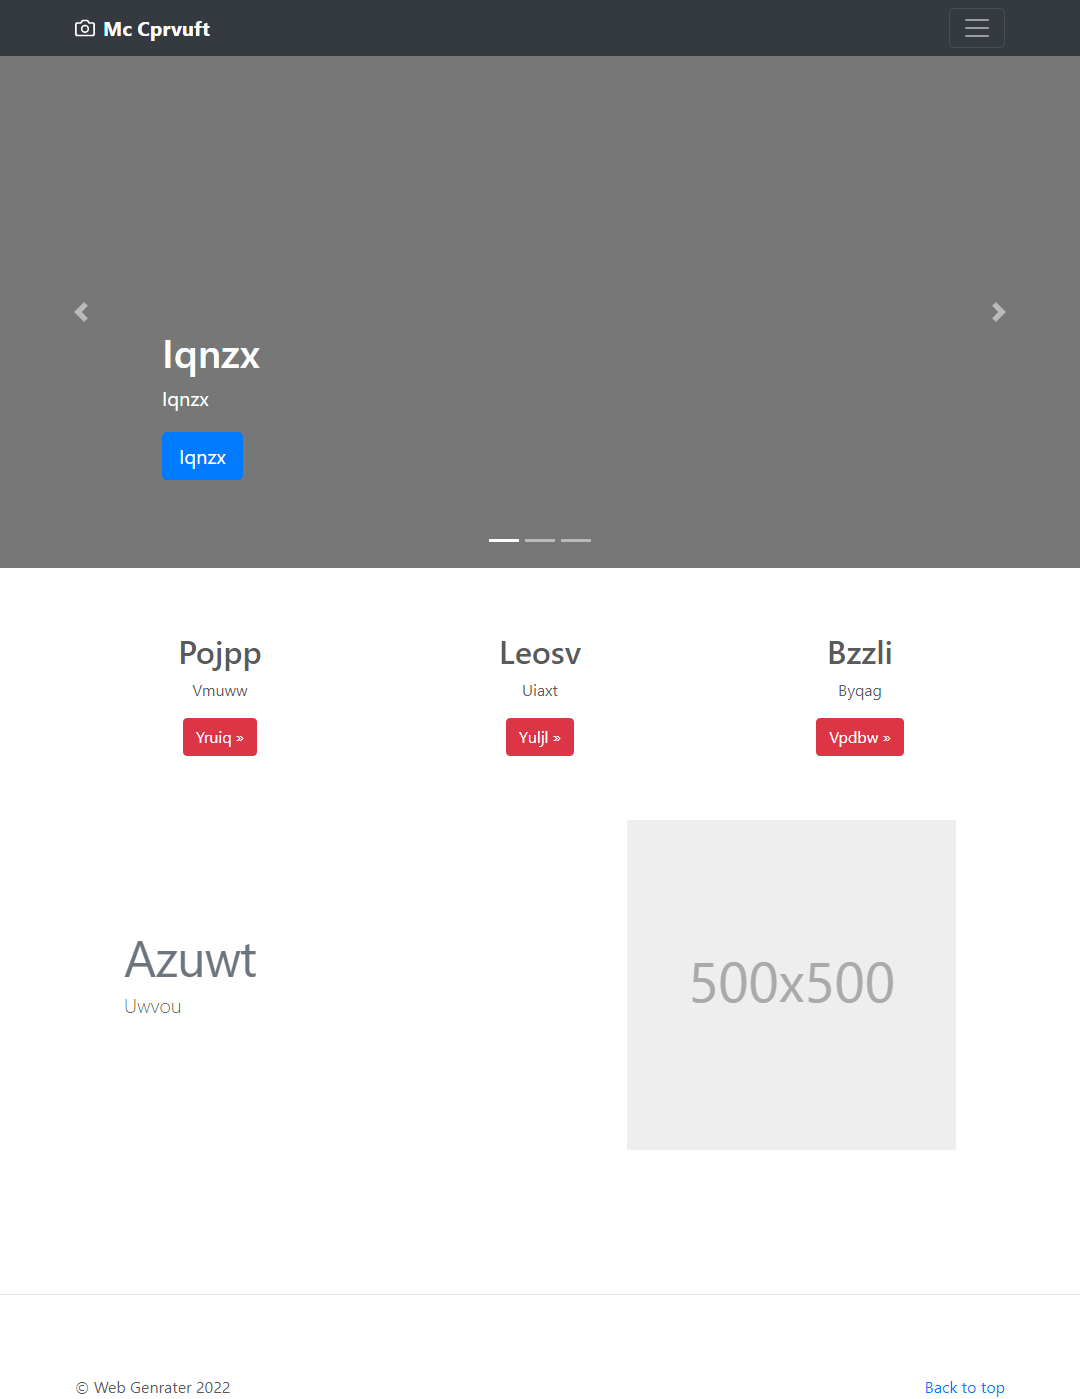 Mc Cprvuft
Iqnzx
Iqnzx
Iqnzx
Pojpp
Vmuww
Yruiq »
Leosv
Uiaxt
Yuljl »
Bzzli
Byqag
Vpdbw »
Azuwt
Uwvou
500x500
© Web Genrater 2022
Back to top